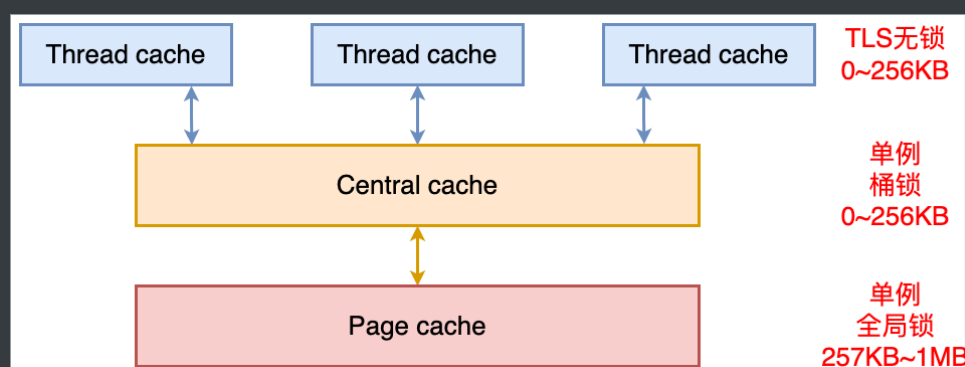 Thread cache
Thread cache
Thread cache
TLS无锁
0~256KB
Central cache
单例
桶锁
0~256KB
Page cache
单例
全局锁
257KB~1MB